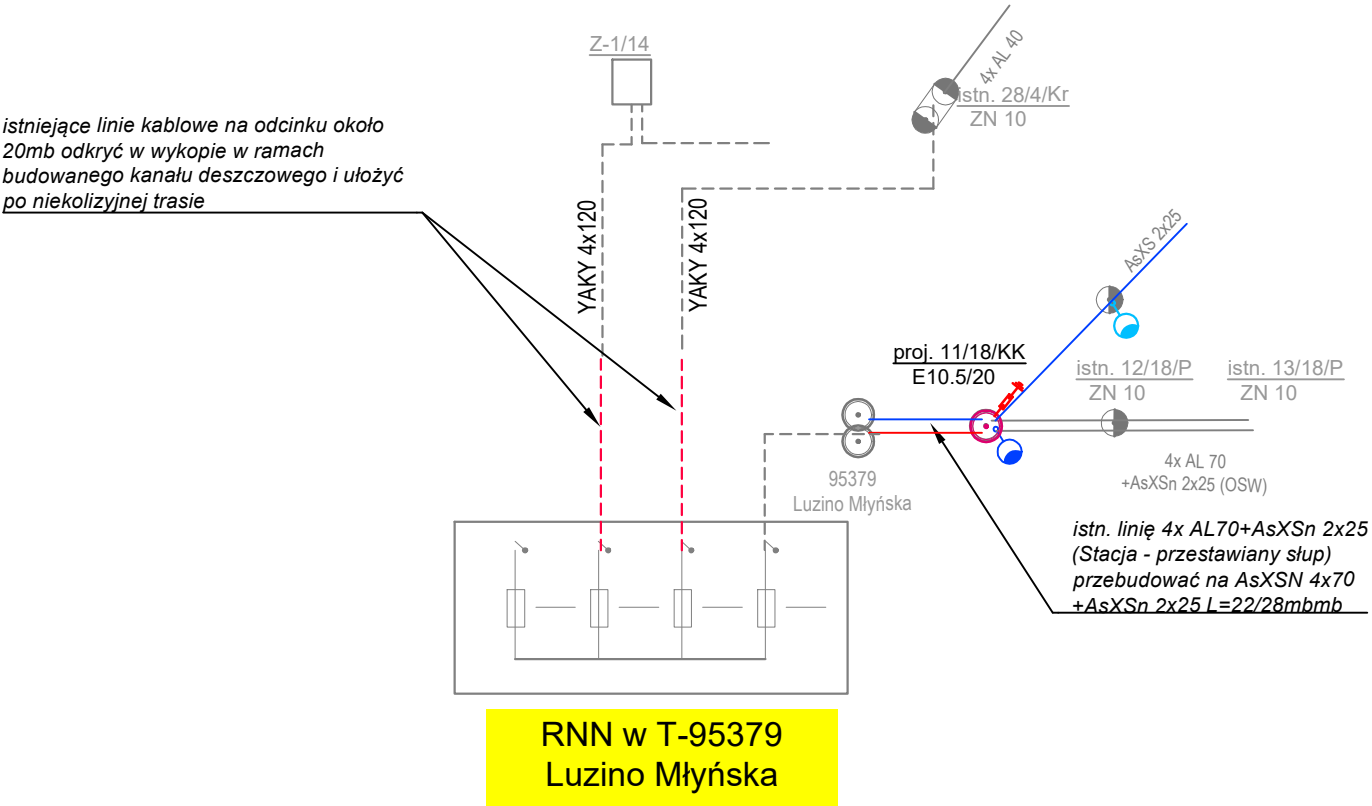 Z-1/14
4x AL 40
istn. 28/4/Kr
ZN 10
istniejące linie kablowe na odcinku około
20mb odkryć w wykopie w ramach
budowanego kanału deszczowego i ułożyć
po niekolizyjnej trasie
YAKY 4x120
YAKY 4x120
AsXS 2x25
proj. 11/18/KK
E10.5/20
istn. 12/18/P
ZN 10
istn. 13/18/P
ZN 10
95379
Luzino Młyńska
4x AL 70
+AsXSn 2x25 (OSW)
istn. linię 4x AL70+AsXSn 2x25
(Stacja - przestawiany słup)
przebudować na AsXSN 4x70
+AsXSn 2x25 L=22/28mbmb
RNN w T-95379
Luzino Młyńska